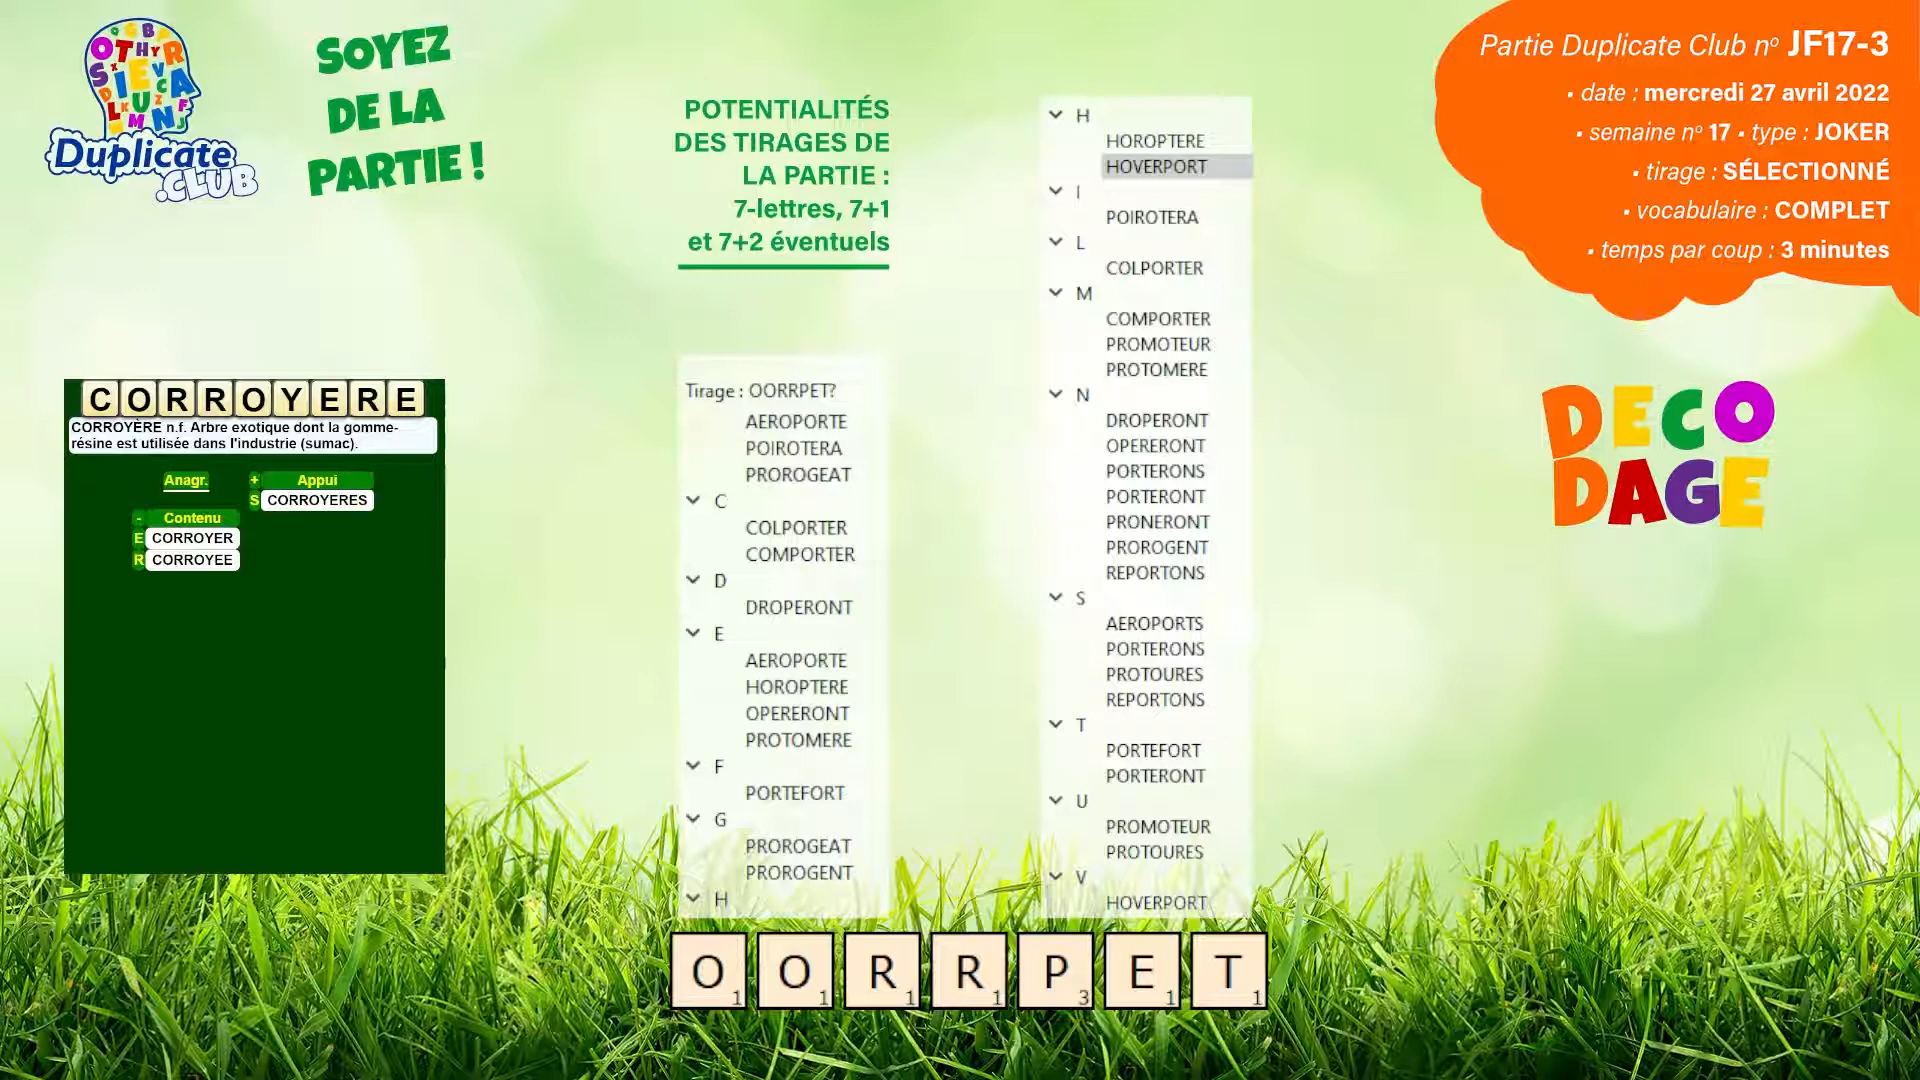 Duplicate
.CLUB
SOYEZ
DE LA
PARTIE !
POTENTIALITÉS
DES TIRAGES DE
LA PARTIE :
7-lettres, 7+1
et 7+2 éventuels
Partie Duplicate Club nº JF17-3
• date : mercredi 27 avril 2022
• semaine nº 17 • type : JOKER
• tirage : SÉLECTIONNÉ
• vocabulaire : COMPLET
• temps par coup : 3 minutes
DECO
DAGE
CORROYERE
CORROYÈRE n.f. Arbre exotique dont la gomme-
résine est utilisée dans l'industrie (sumac).
Anagr.
+ Appui
S CORROYERES
- Contenu
E CORROYER
R CORROYEE
Tirage : OORRPET?
AEROPORTE
POIROTERA
PROROGEAT
C
COLPORTER
COMPORTER
D
DROPERONT
E
AEROPORTE
HOROPTERE
OPERERONT
PROTOMERE
F
PORTEFORT
G
PROROGEAT
PROROGENT
H
H
HOROPTERE
HOVERPORT
I
POIROTERA
L
COLPORTER
M
COMPORTER
PROMOTEUR
PROTOMERE
N
DROPERONT
OPERERONT
PORTERONS
PORTERONT
PRONERONT
PROROGENT
REPORTONS
S
AEROPORTS
PORTERONS
PROTOURES
REPORTONS
T
PORTEFORT
PORTERONT
U
PROMOTEUR
PROTOURES
V
HOVERPORT
O1 O1 R1 R1 P3 E1 T1